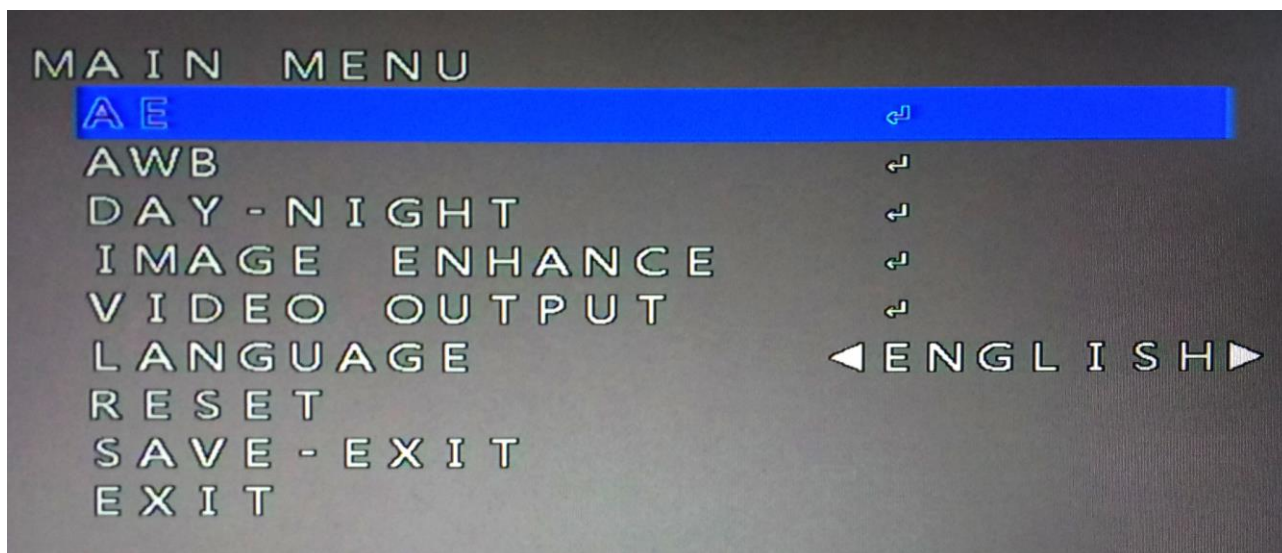 MAIN MENU
AE ↵
AWB ↵
DAY-NIGHT ↵
IMAGE ENHANCE ↵
VIDEO OUTPUT ↵
LANGUAGE ◀ENGLISH▶
RESET
SAVE-EXIT
EXIT